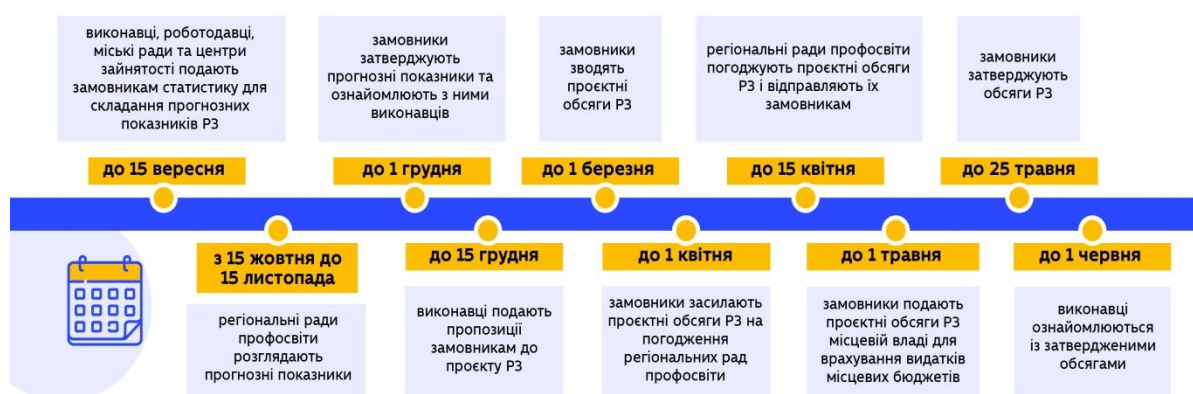 виконавці, роботодавці,
міські ради та центри
зайнятості подають
замовникам статистику для
складання прогнозних
показників РЗ
до 15 вересня
з 15 жовтня до
15 листопада
регіональні ради
профосвіти
розглядають
прогнозні показники
замовники
затверджують
прогнозні показники та
ознайомлюють з ними
виконавців
до 1 грудня
до 15 грудня
виконавці подають
пропозиції
замовникам до
проєкту РЗ
замовники
зводять
проєктні
обсяги РЗ
до 1 березня
до 1 квітня
замовники засилають
проєктні обсяги РЗ на
погодження
регіональних рад
профосвіти
регіональні ради профосвіти
погоджують проєктні обсяги
РЗ і відправляють їх
замовникам
до 15 квітня
до 1 травня
замовники подають
проєктні обсяги РЗ
місцевій владі для
врахування видатків
місцевих бюджетів
замовники
затверджують
обсяги РЗ
до 25 травня
до 1 червня
виконавці
ознайомлюються
із затвердженими
обсягами